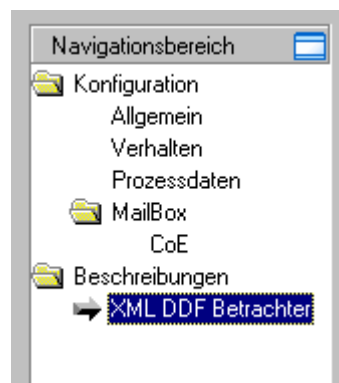 Navigationsbereich
Konfiguration
Allgemein
Verhalten
Prozessdaten
MailBox
CoE
Beschreibungen
XML DDF Betrachter